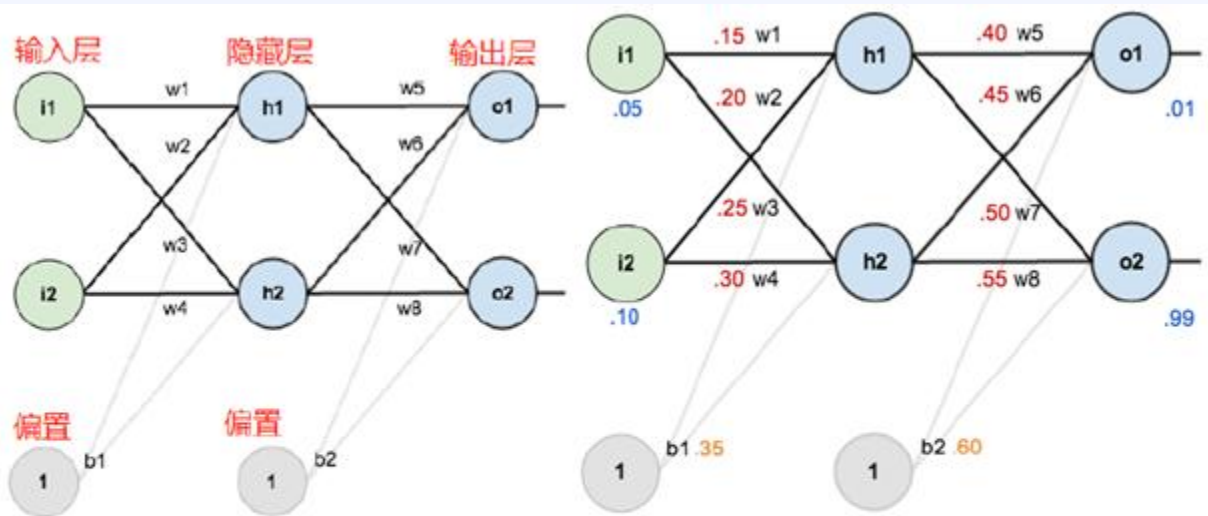 输入层 隐藏层 输出层
i1 w1 h1 w5 o1
w2 w6
w3 w7
i2 w4 h2 w8 o2
偏置 偏置
1 b1 1 b2
i1 .15 w1 h1 .40 w5 o1
.05 .20 w2 .45 w6 .01
.25 w3 .50 w7
i2 .30 w4 h2 .55 w8 o2
.10 .99
1 b1 .35 1 b2 .60